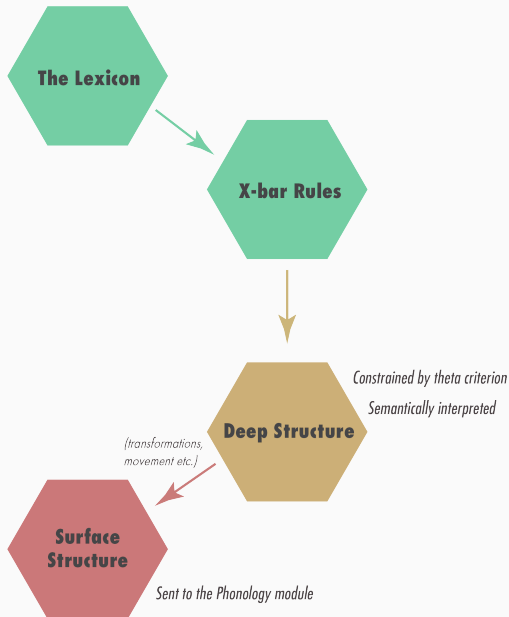 The Lexicon
X-bar Rules
Constrained by theta criterion
Semantically interpreted
Deep Structure
(transformations,
movement etc.)
Surface
Structure
Sent to the Phonology module